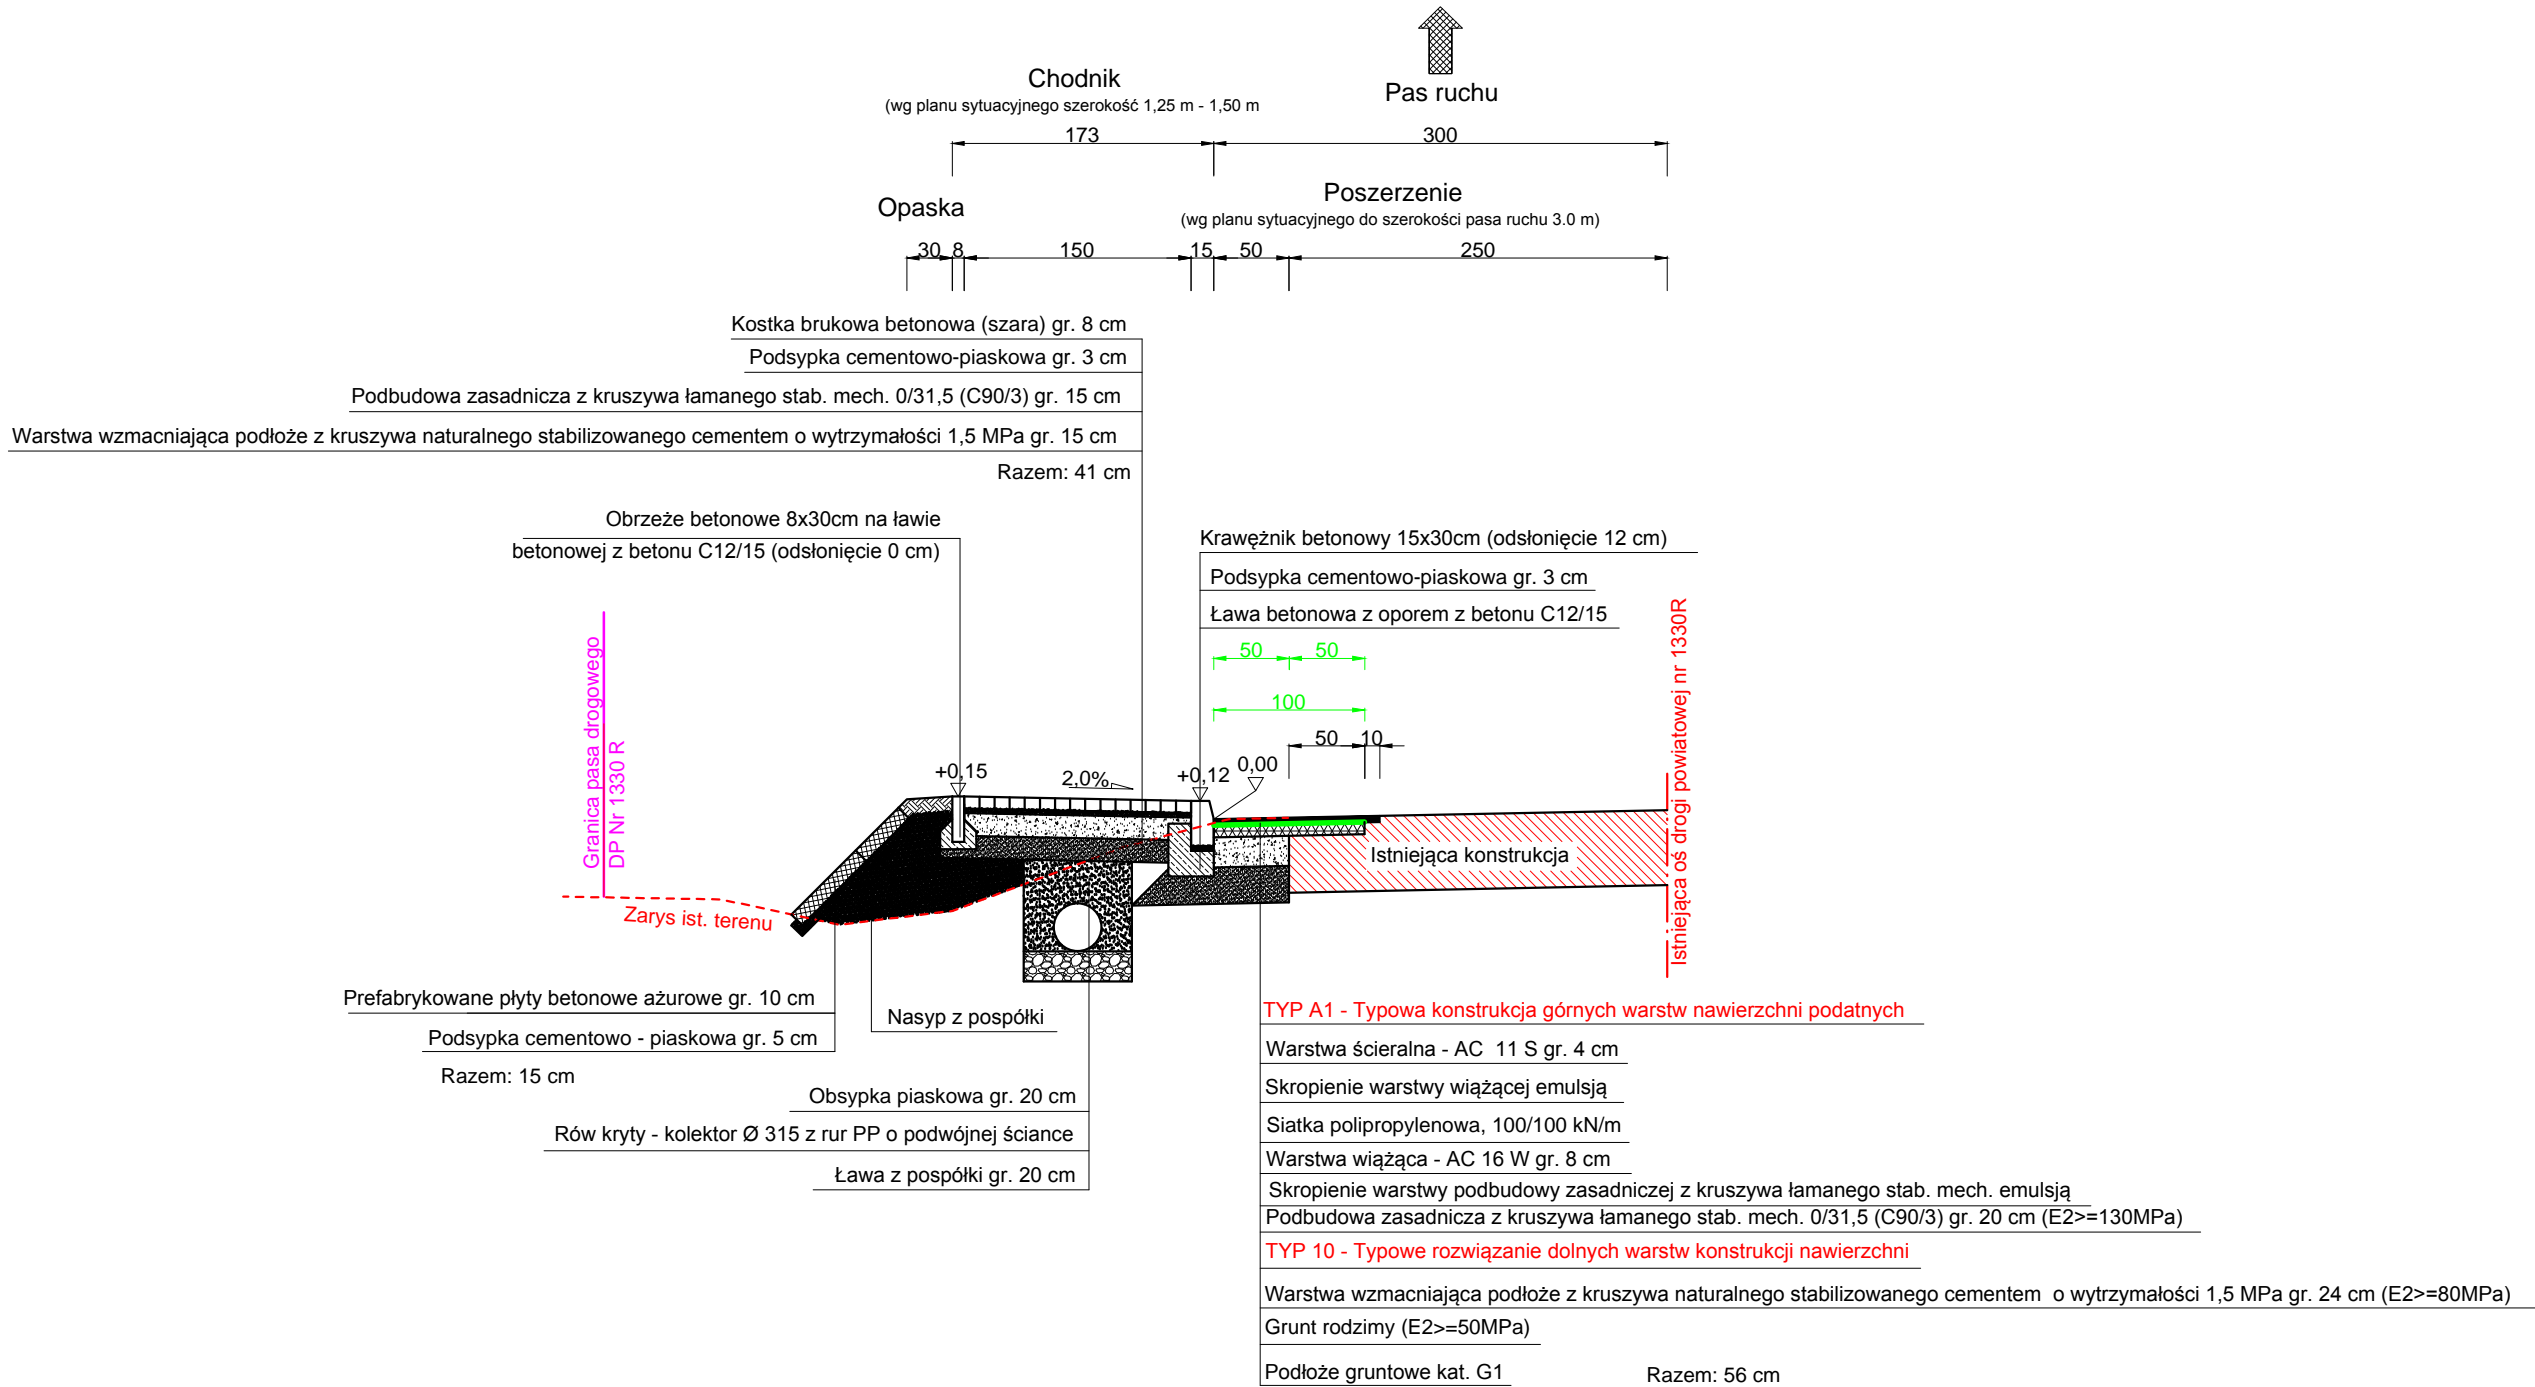 Chodnik
(wg planu sytuacyjnego szerokość 1,25 m - 1,50 m
Pas ruchu
173
300
Opaska
Poszerzenie
(wg planu sytuacyjnego do szerokości pasa ruchu 3.0 m)
30
8
150
15
50
250
Kostka brukowa betonowa (szara) gr. 8 cm
Podsypka cementowo-piaskowa gr. 3 cm
Podbudowa zasadnicza z kruszywa łamanego stab. mech. 0/31,5 (C90/3) gr. 15 cm
Warstwa wzmacniająca podłoże z kruszywa naturalnego stabilizowanego cementem o wytrzymałości 1,5 MPa gr. 15 cm
Razem: 41 cm
Obrzeże betonowe 8x30cm na ławie
betonowej z betonu C12/15 (odsłonięcie 0 cm)
Krawężnik betonowy 15x30cm (odsłonięcie 12 cm)
Podsypka cementowo-piaskowa gr. 3 cm
Ława betonowa z oporem z betonu C12/15
50
50
100
50
10
Granica pasa drogowego
DP Nr 1330 R
Istniejąca oś drogi powiatowej nr 1330R
+0,15
2,0%
+0,12
0,00
Istniejąca konstrukcja
Zarys ist. terenu
Prefabrykowane płyty betonowe ażurowe gr. 10 cm
Podsypka cementowo - piaskowa gr. 5 cm
Razem: 15 cm
Nasyp z pospółki
Obsypka piaskowa gr. 20 cm
Rów kryty - kolektor Ø 315 z rur PP o podwójnej ściance
Ława z pospółki gr. 20 cm
TYP A1 - Typowa konstrukcja górnych warstw nawierzchni podatnych
Warstwa ścieralna - AC  11 S gr. 4 cm
Skropienie warstwy wiążącej emulsją
Siatka polipropylenowa, 100/100 kN/m
Warstwa wiążąca - AC 16 W gr. 8 cm
Skropienie warstwy podbudowy zasadniczej z kruszywa łamanego stab. mech. emulsją
Podbudowa zasadnicza z kruszywa łamanego stab. mech. 0/31,5 (C90/3) gr. 20 cm (E2>=130MPa)
TYP 10 - Typowe rozwiązanie dolnych warstw konstrukcji nawierzchni
Warstwa wzmacniająca podłoże z kruszywa naturalnego stabilizowanego cementem  o wytrzymałości 1,5 MPa gr. 24 cm (E2>=80MPa)
Grunt rodzimy (E2>=50MPa)
Podłoże gruntowe kat. G1
Razem: 56 cm